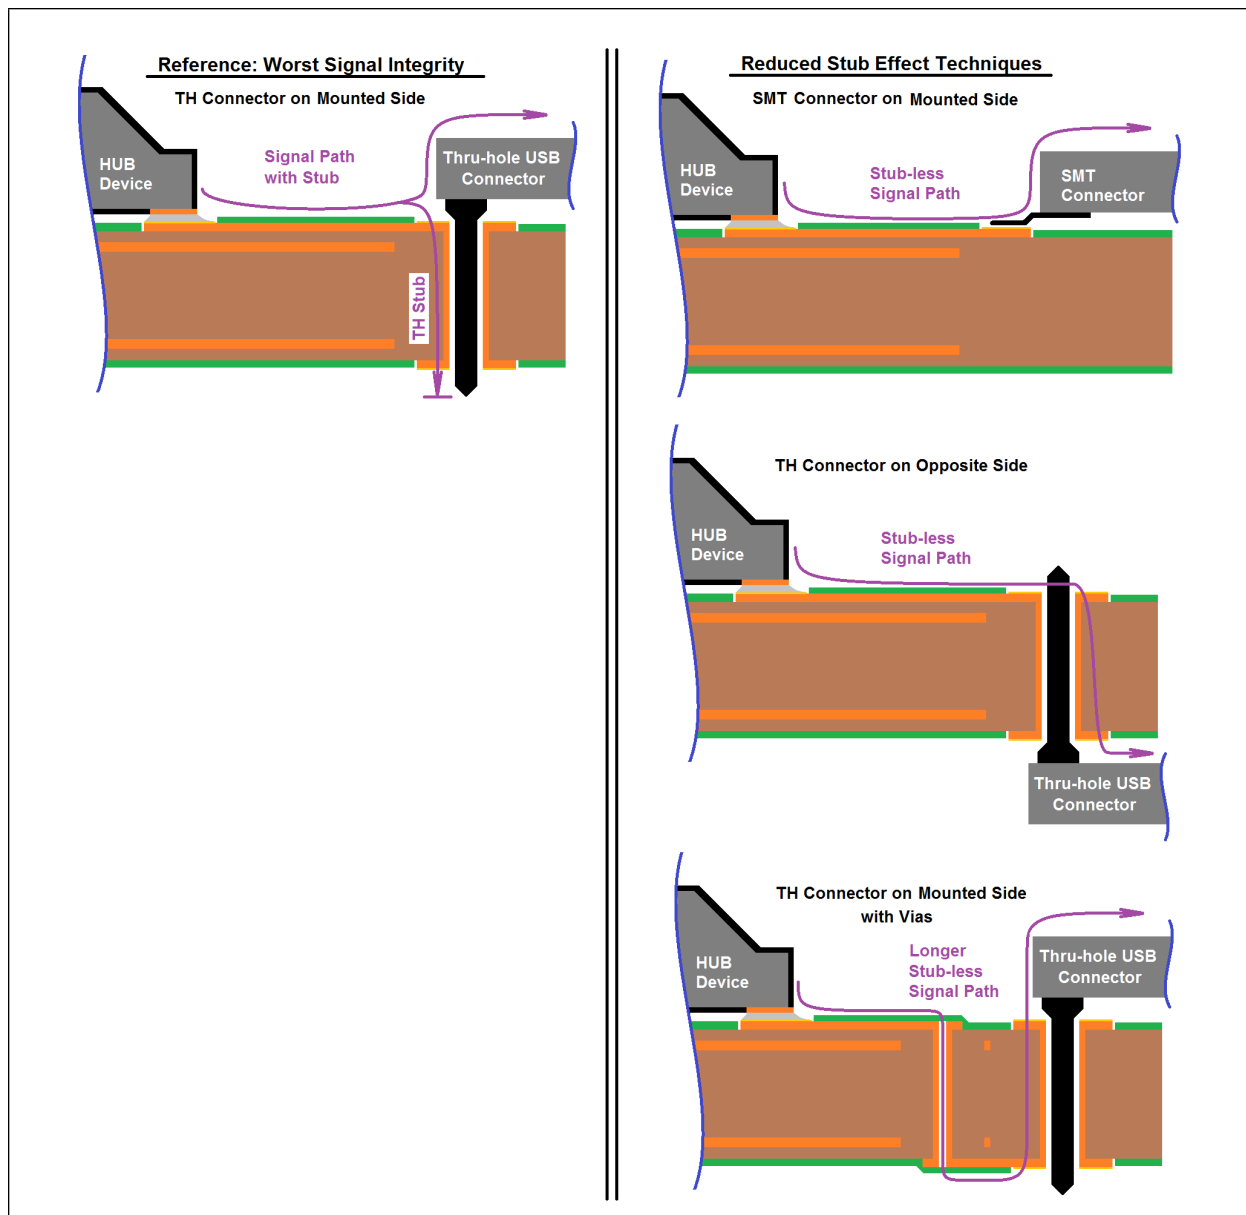 Reference: Worst Signal Integrity
TH Connector on Mounted Side
HUB
Device
Signal Path
with Stub
Thru-hole USB
Connector
TH Stub
Reduced Stub Effect Techniques
SMT Connector on Mounted Side
HUB
Device
Stub-less
Signal Path
SMT
Connector
TH Connector on Opposite Side
HUB
Device
Stub-less
Signal Path
Thru-hole USB
Connector
TH Connector on Mounted Side
with Vias
HUB
Device
Longer
Stub-less
Signal Path
Thru-hole USB
Connector